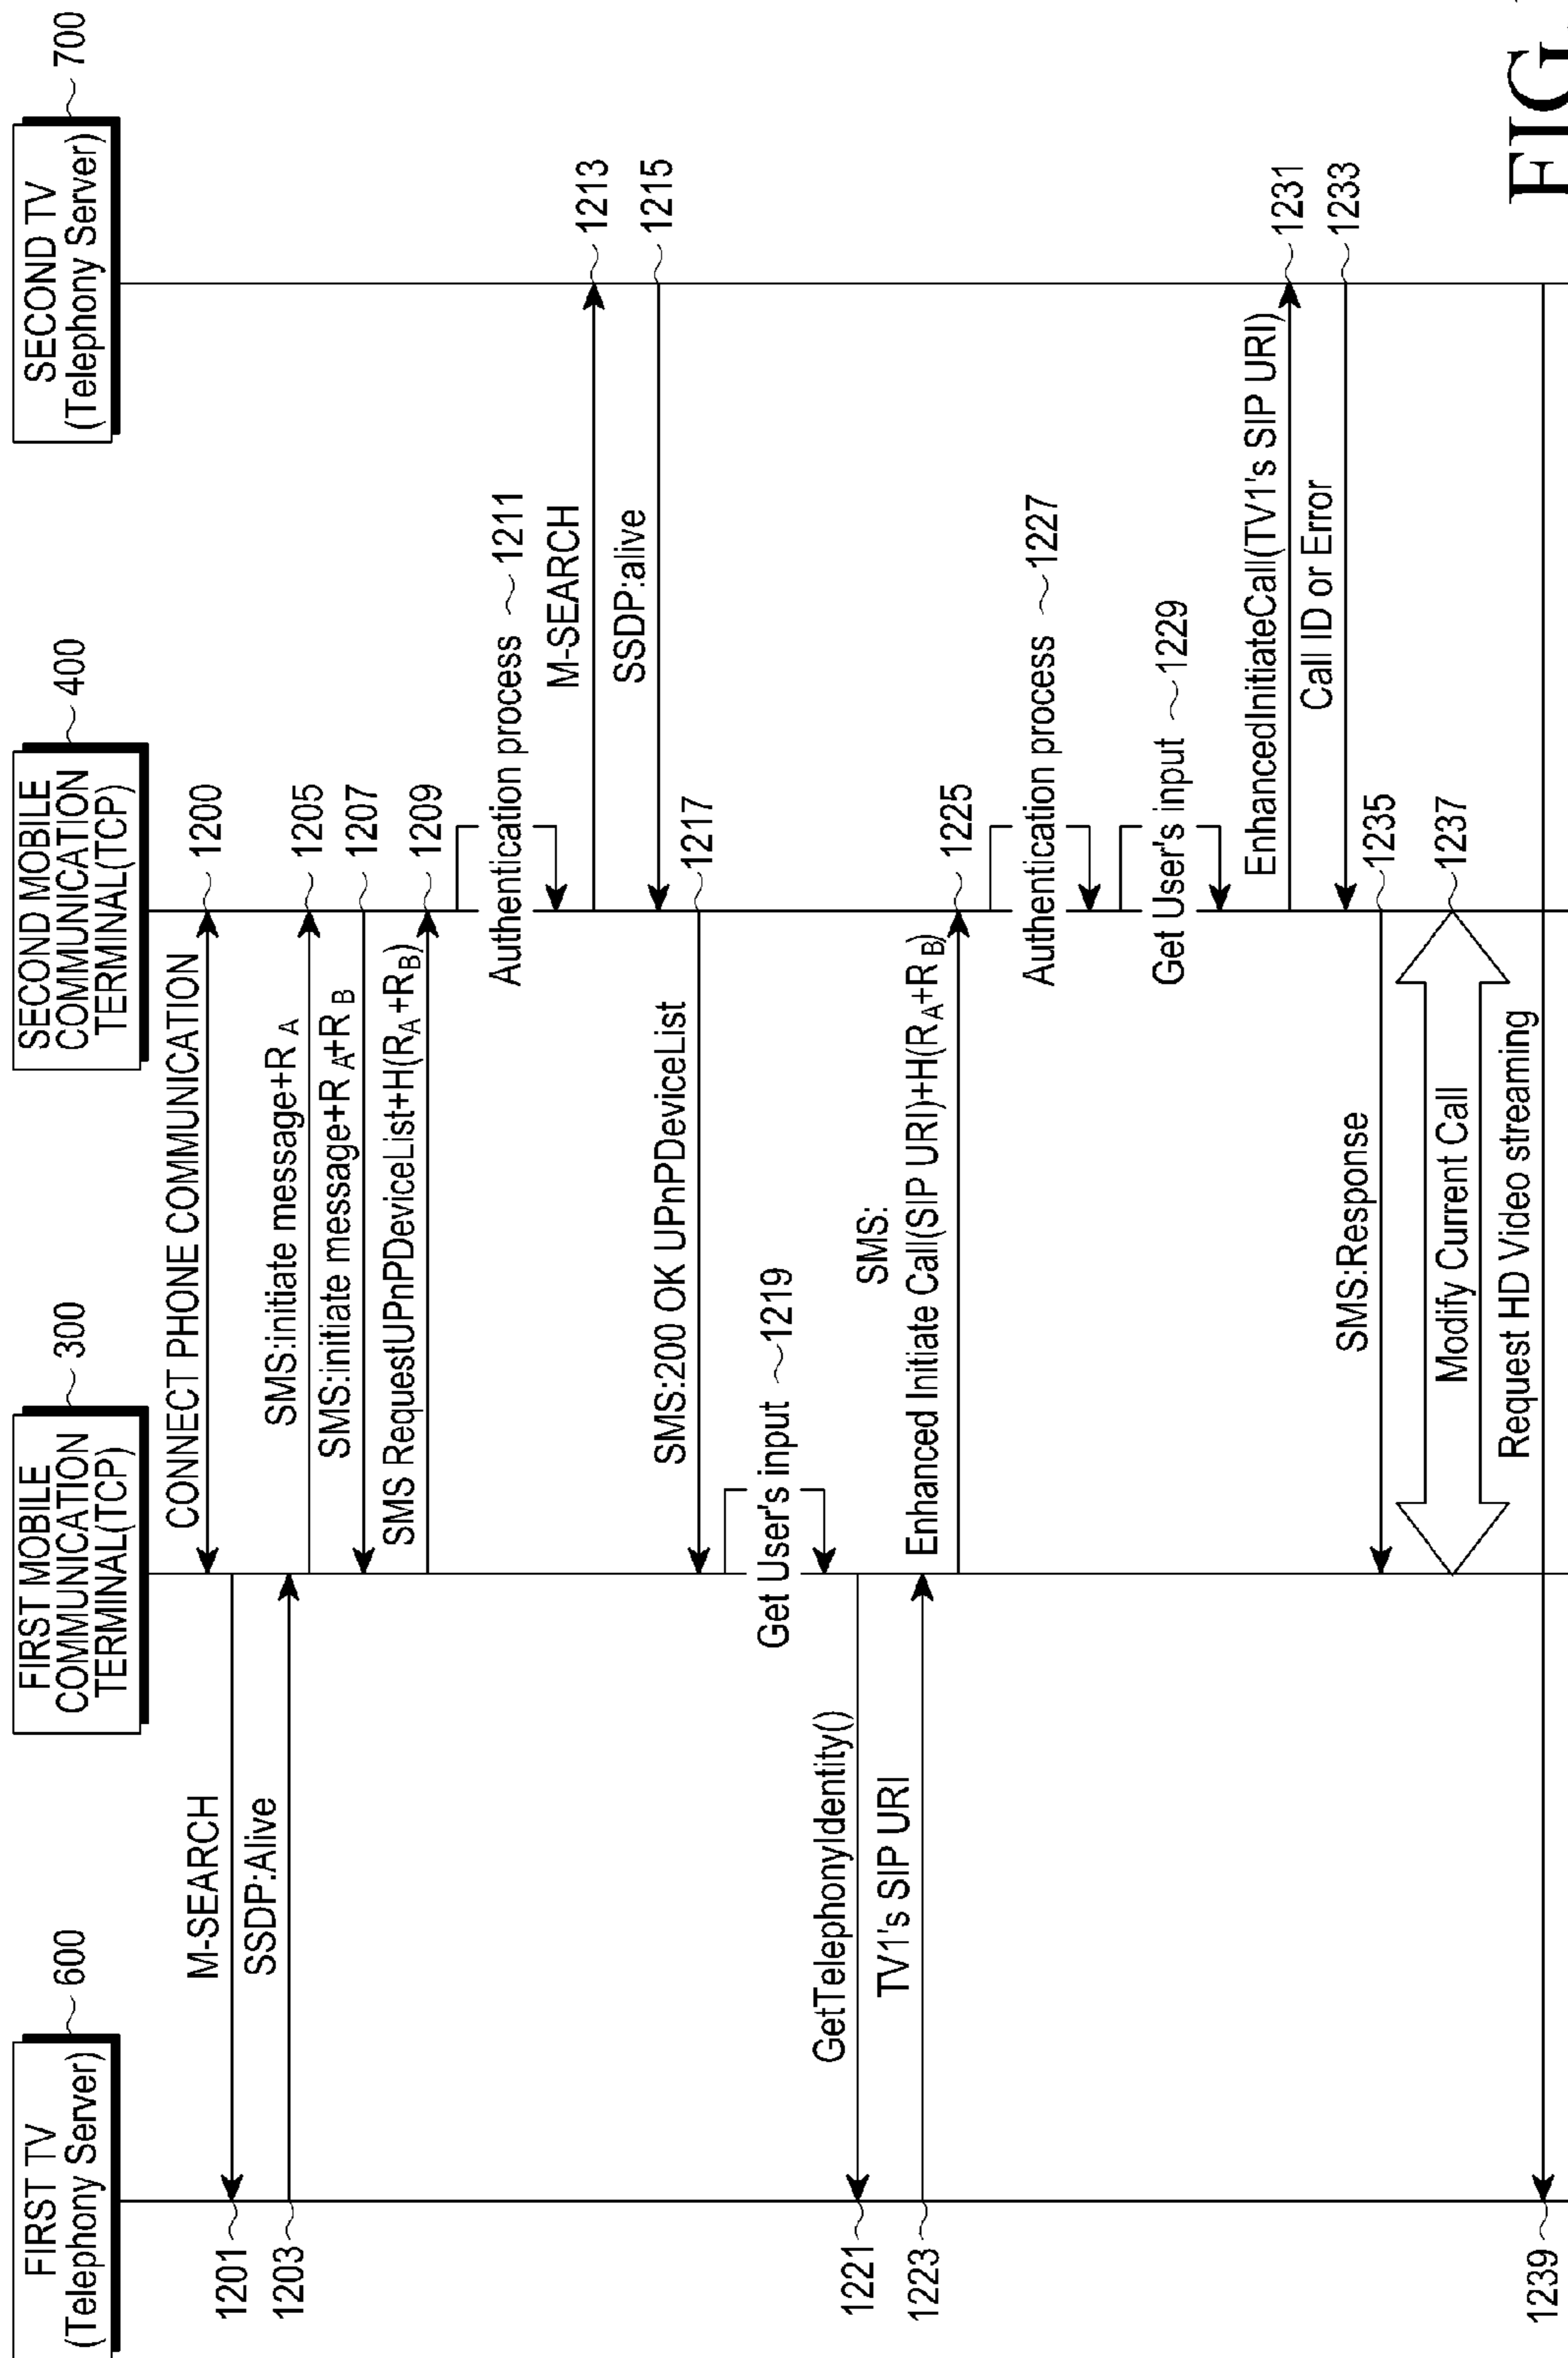 FIRST TV
(Telephony Server)
600
FIRST MOBILE
COMMUNICATION
TERMINAL(TCP)
300
SECOND MOBILE
COMMUNICATION
TERMINAL(TCP)
400
SECOND TV
(Telephony Server)
700
CONNECT PHONE COMMUNICATION
1200
M-SEARCH
1201
SSDP:Alive
1203
SMS:initiate message+R A
1205
SMS:initiate message+R A+R B
1207
SMS RequestUPnPDeviceList+H(RA+RB)
1209
Authentication process
1211
M-SEARCH
1213
SSDP:alive
1215
SMS:200 OK UPnPDeviceList
1217
Get User's input
1219
GetTelephonyIdentity()
1221
TV1's SIP URI
1223
SMS:
Enhanced Initiate Call(SIP URI)+H(RA+RB)
1225
Authentication process
1227
Get User's input
1229
EnhancedInitiateCall(TV1's SIP URI)
1231
Call ID or Error
1233
SMS:Response
1235
Modify Current Call
1237
Request HD Video streaming
1239
FIG